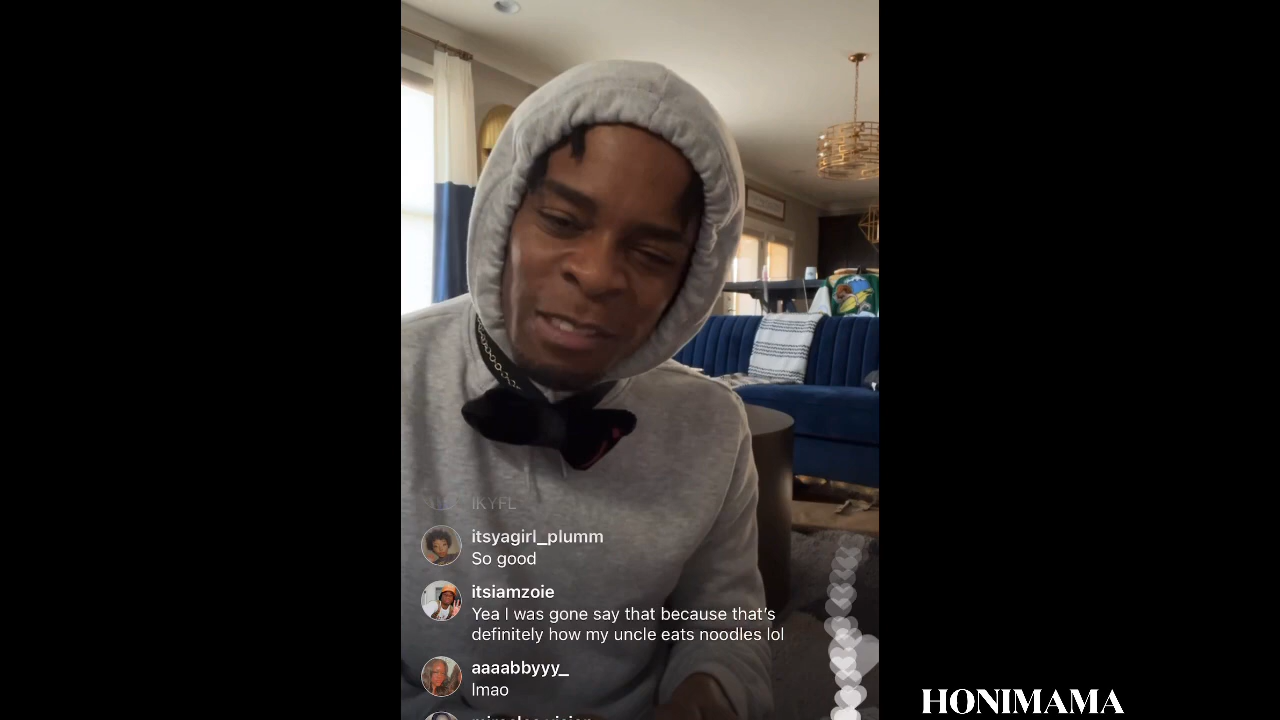 IKYFL
itsyagirl_plumm
So good
itsiamzoie
Yea I was gone say that because that's
definitely how my uncle eats noodles lol
aaaabbyyy_
lmao
HONIMAMA